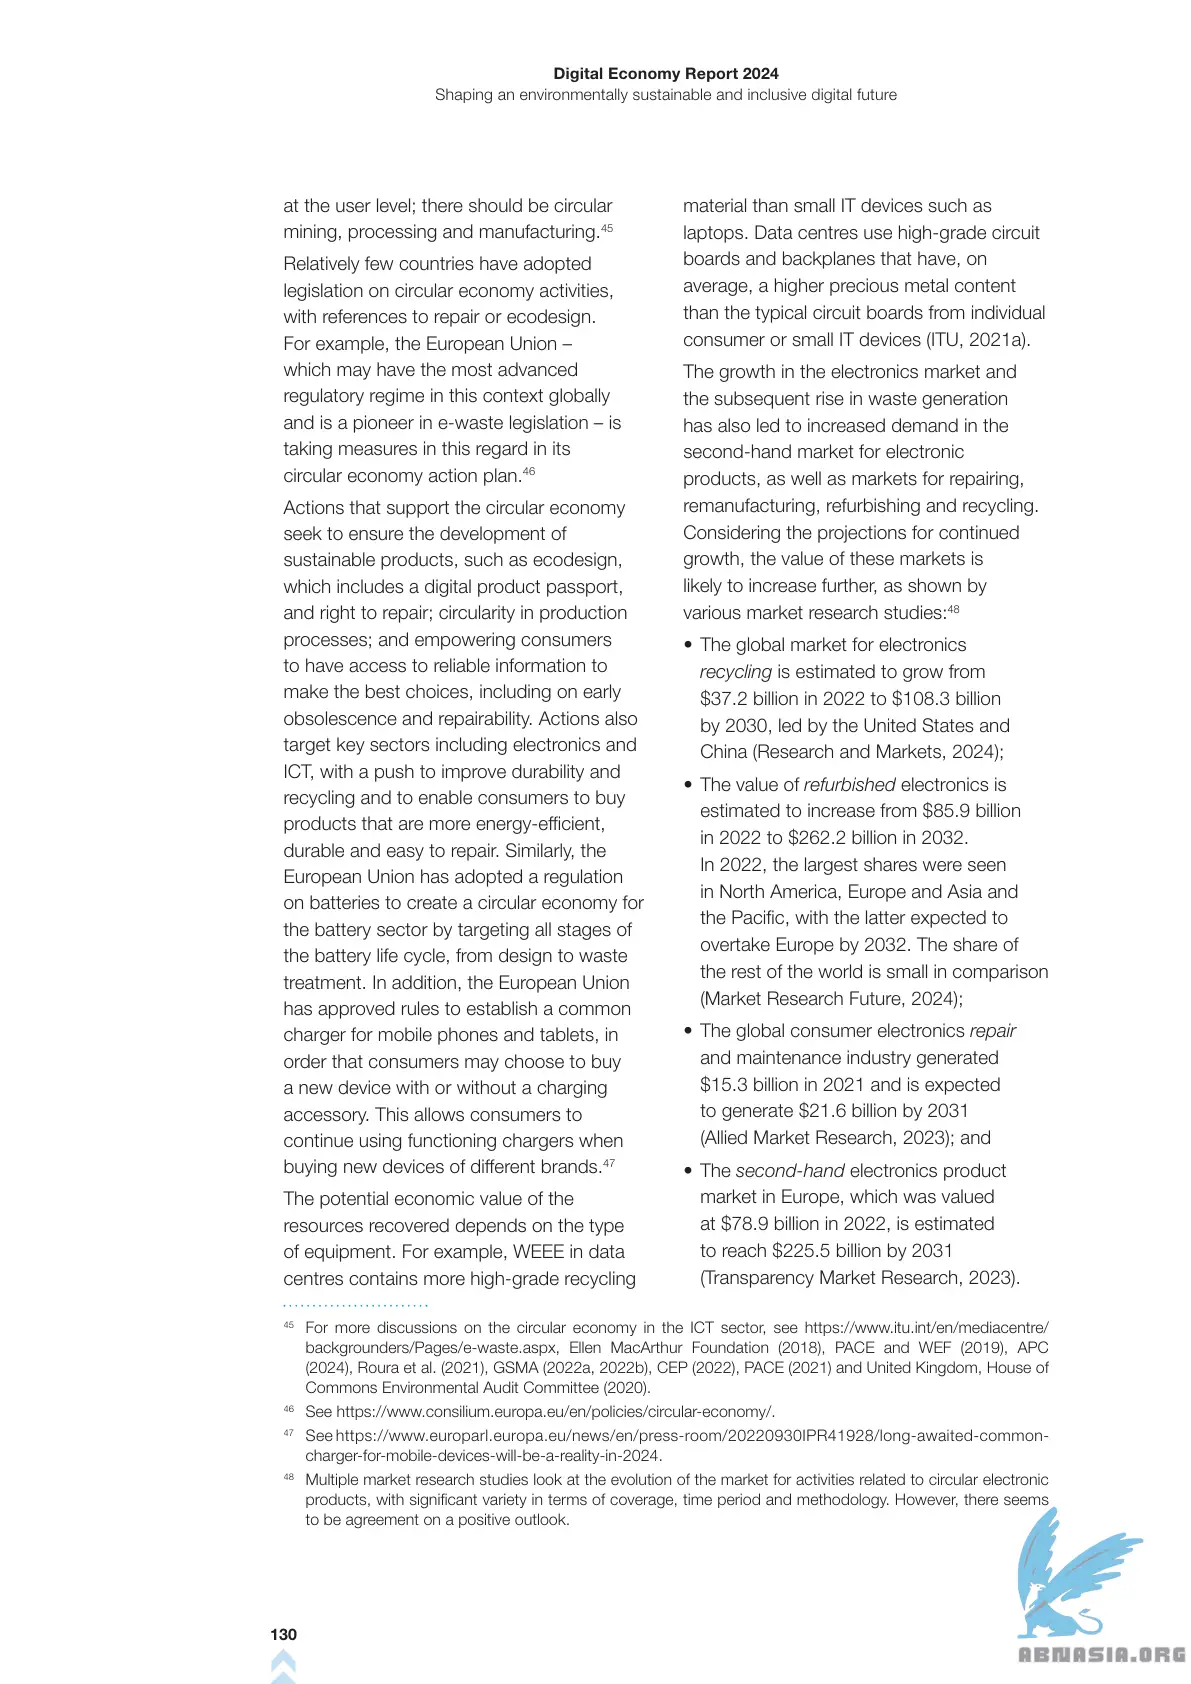 Digital Economy Report 2024
Shaping an environmentally sustainable and inclusive digital future
at the user level; there should be circular
mining, processing and manufacturing.45
Relatively few countries have adopted
legislation on circular economy activities,
with references to repair or ecodesign.
For example, the European Union –
which may have the most advanced
regulatory regime in this context globally
and is a pioneer in e-waste legislation – is
taking measures in this regard in its
circular economy action plan.46
Actions that support the circular economy
seek to ensure the development of
sustainable products, such as ecodesign,
which includes a digital product passport,
and right to repair; circularity in production
processes; and empowering consumers
to have access to reliable information to
make the best choices, including on early
obsolescence and repairability. Actions also
target key sectors including electronics and
ICT, with a push to improve durability and
recycling and to enable consumers to buy
products that are more energy-efficient,
durable and easy to repair. Similarly, the
European Union has adopted a regulation
on batteries to create a circular economy for
the battery sector by targeting all stages of
the battery life cycle, from design to waste
treatment. In addition, the European Union
has approved rules to establish a common
charger for mobile phones and tablets, in
order that consumers may choose to buy
a new device with or without a charging
accessory. This allows consumers to
continue using functioning chargers when
buying new devices of different brands.47
The potential economic value of the
resources recovered depends on the type
of equipment. For example, WEEE in data
centres contains more high-grade recycling
material than small IT devices such as
laptops. Data centres use high-grade circuit
boards and backplanes that have, on
average, a higher precious metal content
than the typical circuit boards from individual
consumer or small IT devices (ITU, 2021a).
The growth in the electronics market and
the subsequent rise in waste generation
has also led to increased demand in the
second-hand market for electronic
products, as well as markets for repairing,
remanufacturing, refurbishing and recycling.
Considering the projections for continued
growth, the value of these markets is
likely to increase further, as shown by
various market research studies:48
• The global market for electronics
recycling is estimated to grow from
$37.2 billion in 2022 to $108.3 billion
by 2030, led by the United States and
China (Research and Markets, 2024);
• The value of refurbished electronics is
estimated to increase from $85.9 billion
in 2022 to $262.2 billion in 2032.
In 2022, the largest shares were seen
in North America, Europe and Asia and
the Pacific, with the latter expected to
overtake Europe by 2032. The share of
the rest of the world is small in comparison
(Market Research Future, 2024);
• The global consumer electronics repair
and maintenance industry generated
$15.3 billion in 2021 and is expected
to generate $21.6 billion by 2031
(Allied Market Research, 2023); and
• The second-hand electronics product
market in Europe, which was valued
at $78.9 billion in 2022, is estimated
to reach $225.5 billion by 2031
(Transparency Market Research, 2023).
45 For more discussions on the circular economy in the ICT sector, see https://www.itu.int/en/mediacentre/
backgrounders/Pages/e-waste.aspx, Ellen MacArthur Foundation (2018), PACE and WEF (2019), APC
(2024), Roura et al. (2021), GSMA (2022a, 2022b), CEP (2022), PACE (2021) and United Kingdom, House of
Commons Environmental Audit Committee (2020).
46 See https://www.consilium.europa.eu/en/policies/circular-economy/.
47 See https://www.europarl.europa.eu/news/en/press-room/20220930IPR41928/long-awaited-common-
charger-for-mobile-devices-will-be-a-reality-in-2024.
48 Multiple market research studies look at the evolution of the market for activities related to circular electronic
products, with significant variety in terms of coverage, time period and methodology. However, there seems
to be agreement on a positive outlook.
130
ABNASIA.ORG